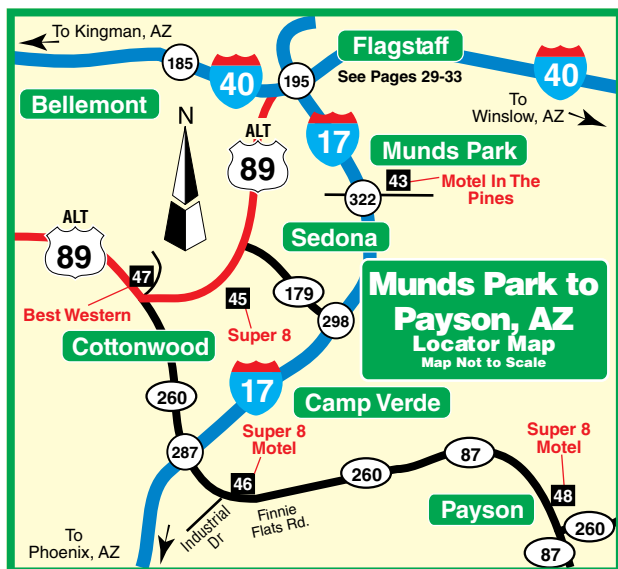 To Kingman, AZ
185
40
195
Flagstaff
See Pages 29-33
40
Bellemont
To
Winslow, AZ
N
ALT
89
17
Munds Park
43
Motel In The
Pines
322
ALT
89
Sedona
47
Best Western
45
Super 8
179
298
Munds Park to
Payson, AZ
Locator Map
Map Not to Scale
Cottonwood
17
260
Camp Verde
287
Super 8
Motel
46
260
87
Super 8
Motel
48
Payson
260
87
Industrial
Dr
Finnie
Flats Rd.
To
Phoenix, AZ